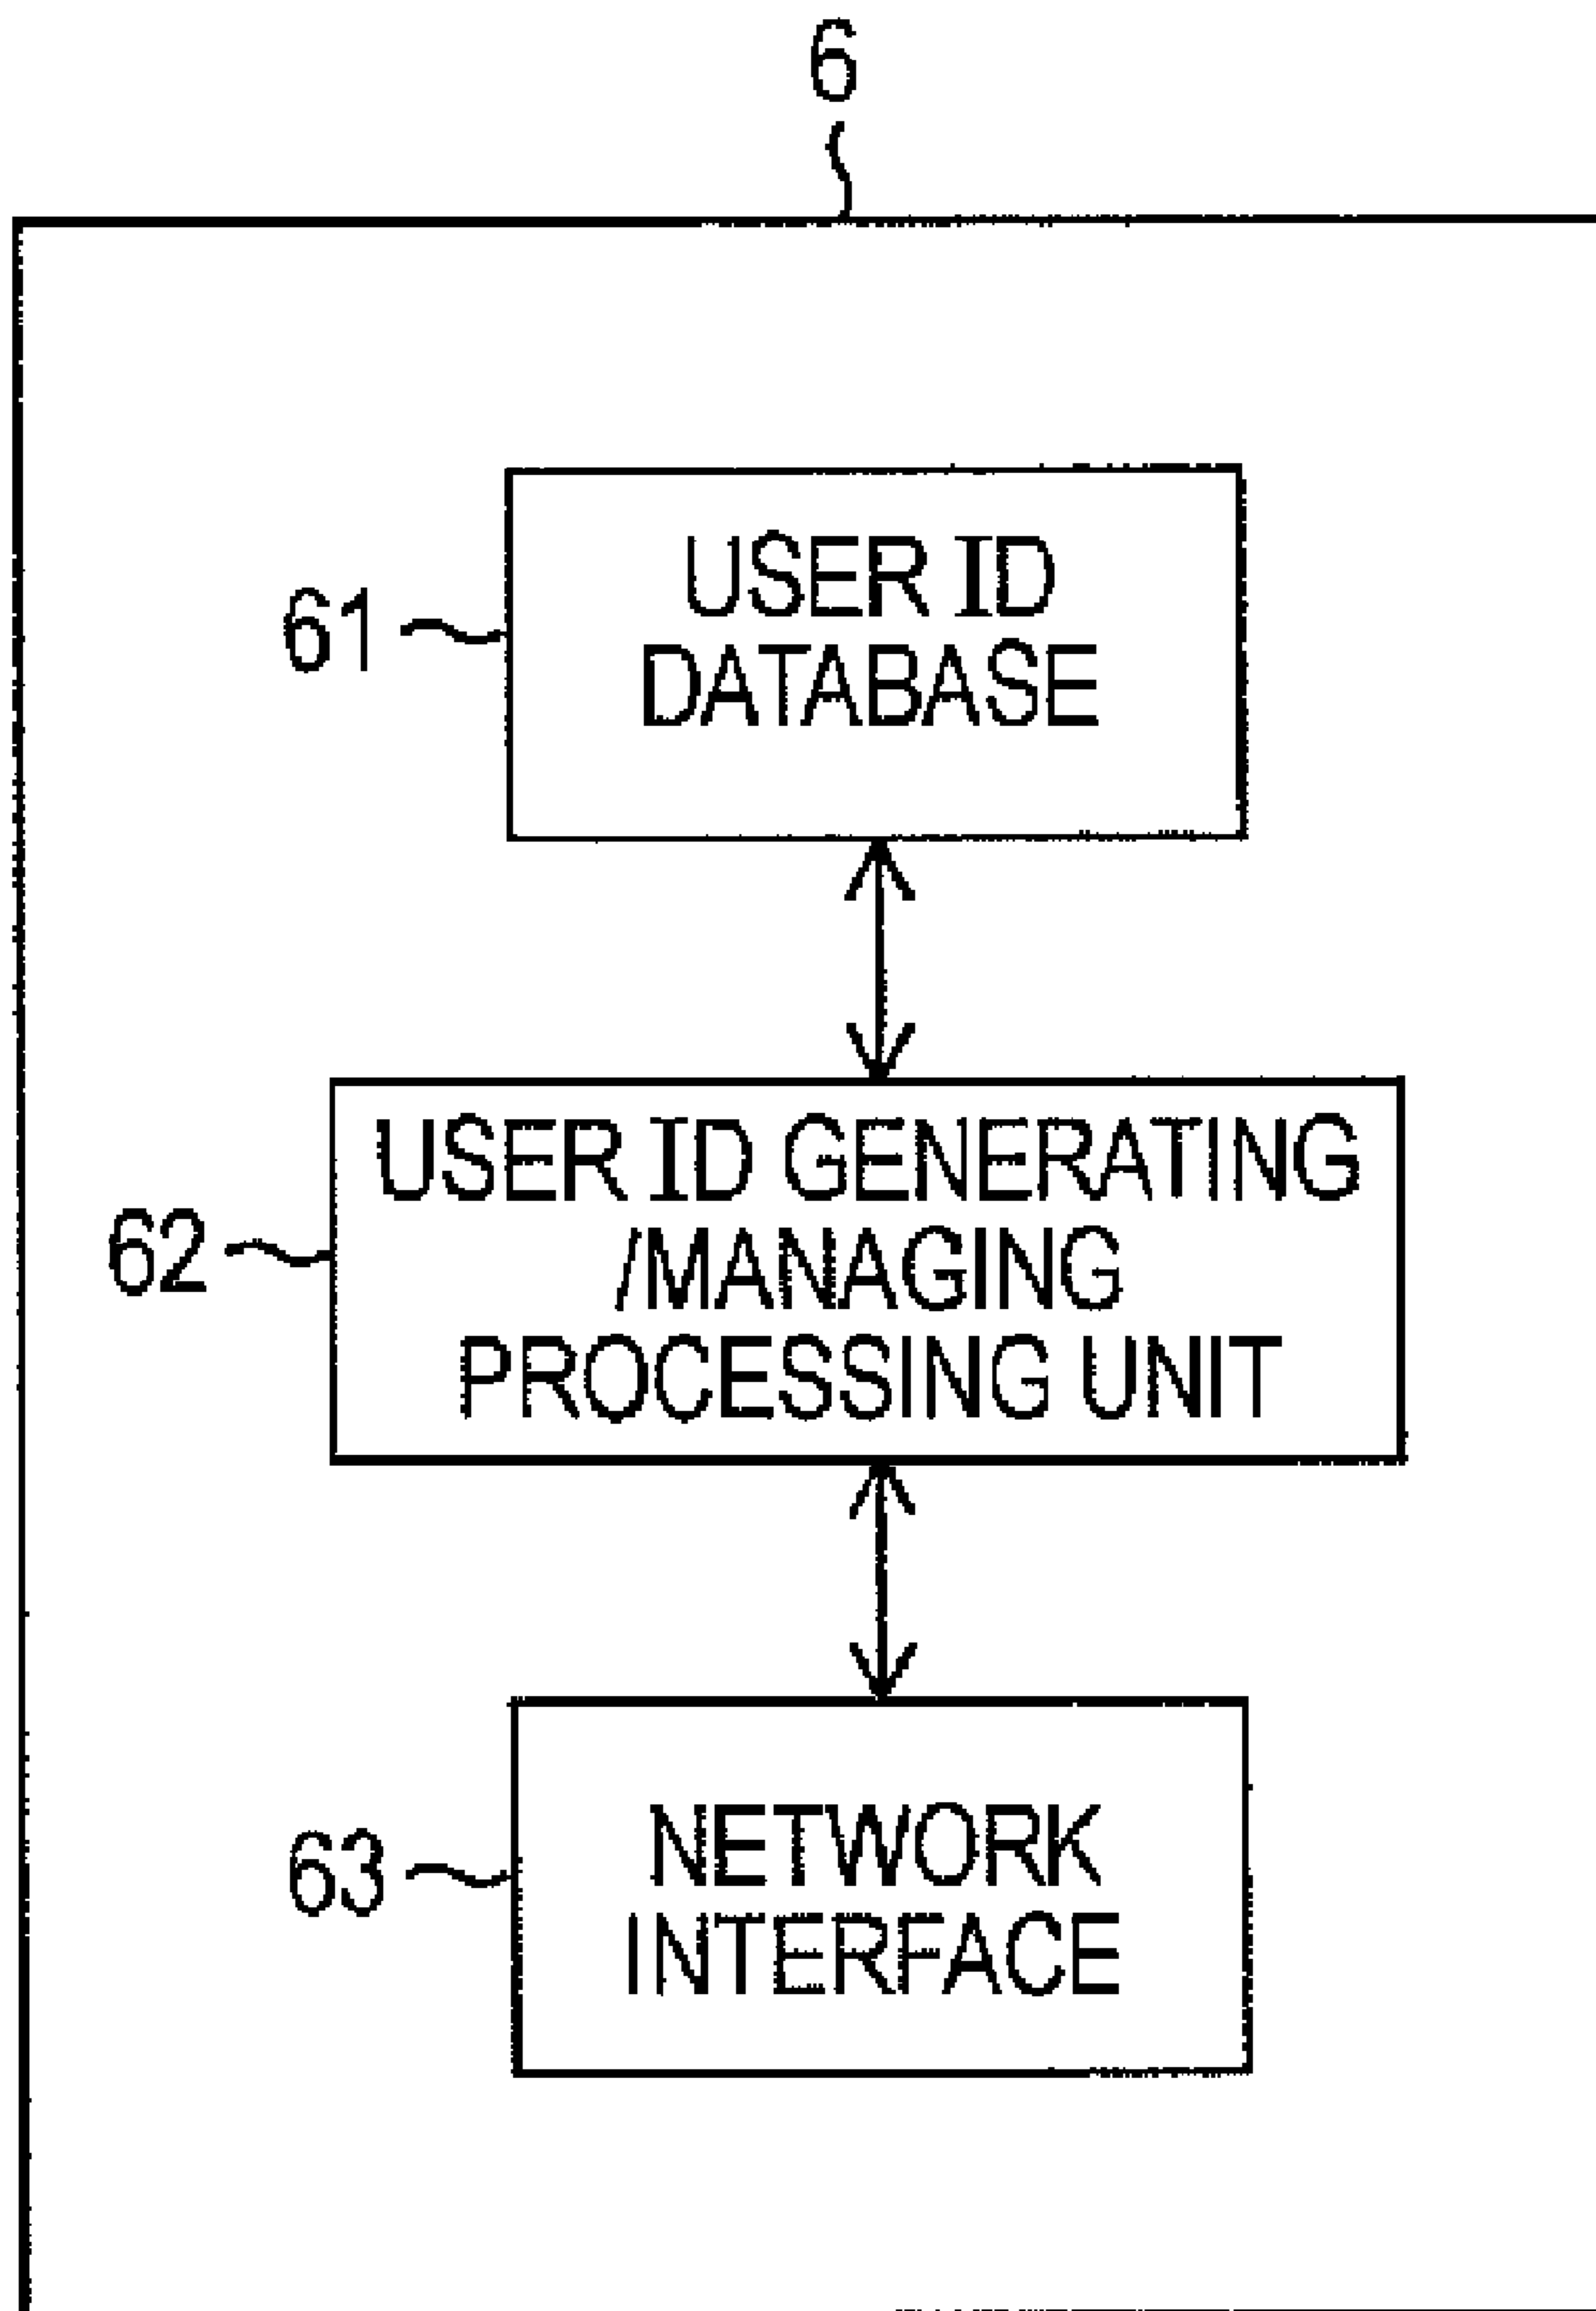 6
61
USER ID
DATABASE
62
USER ID GENERATING
/MANAGING
PROCESSING UNIT
63
NETWORK
INTERFACE